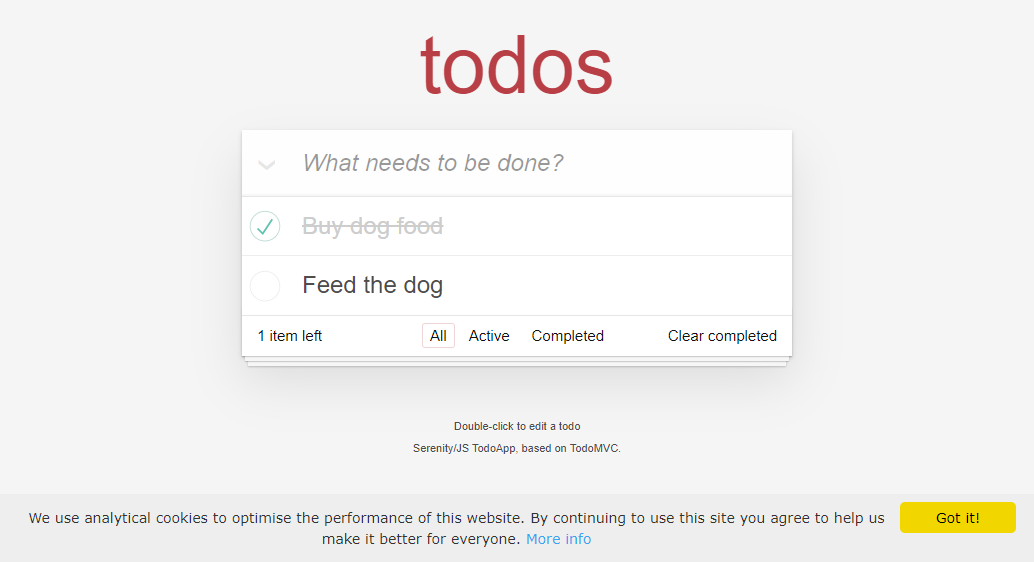 todos
What needs to be done?
Buy dog food
Feed the dog
1 item left All Active Completed Clear completed
Double-click to edit a todo
Serenity/JS TodoApp, based on TodoMVC.
We use analytical cookies to optimise the performance of this website. By continuing to use this site you agree to help us
make it better for everyone. More info
Got it!